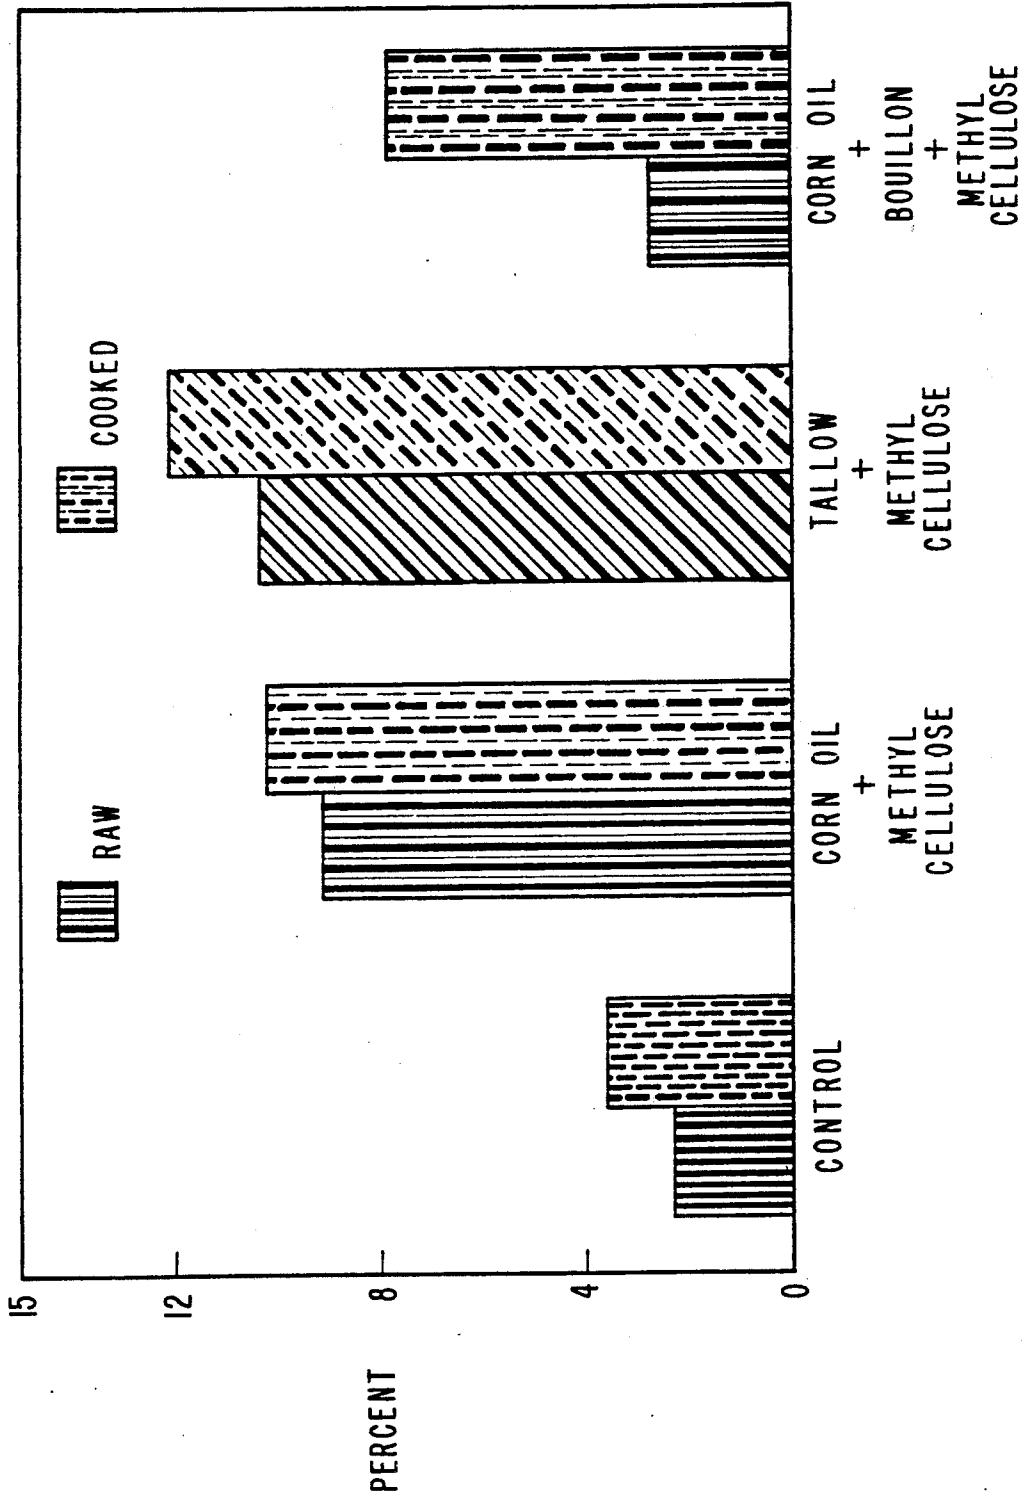 RAW
COOKED
15
12
8
4
0
PERCENT
CONTROL
CORN OIL
+
METHYL
CELLULOSE
TALLOW
+
METHYL
CELLULOSE
CORN OIL
+
BOUILLON
+
METHYL
CELLULOSE